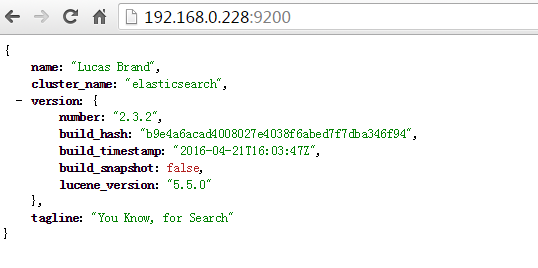 192.168.0.228:9200
{
name: "Lucas Brand",
cluster_name: "elasticsearch",
- version: {
number: "2.3.2",
build_hash: "b9e4a6acad4008027e4038f6abed7f7dba346f94",
build_timestamp: "2016-04-21T16:03:47Z",
build_snapshot: false,
lucene_version: "5.5.0"
},
tagline: "You Know, for Search"
}